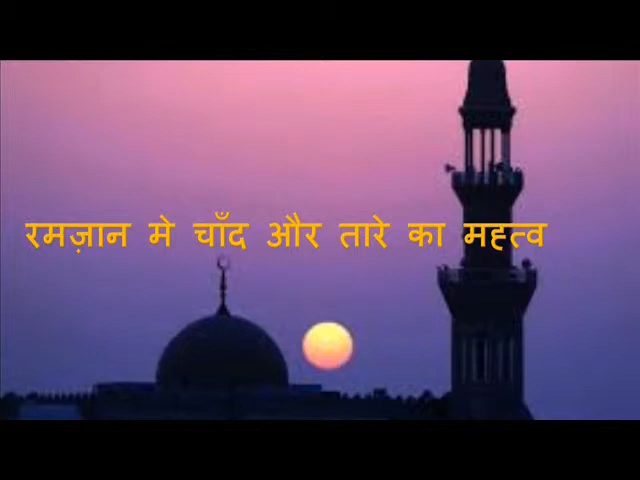 रमज़ान मे चाँद और तारे का महत्व